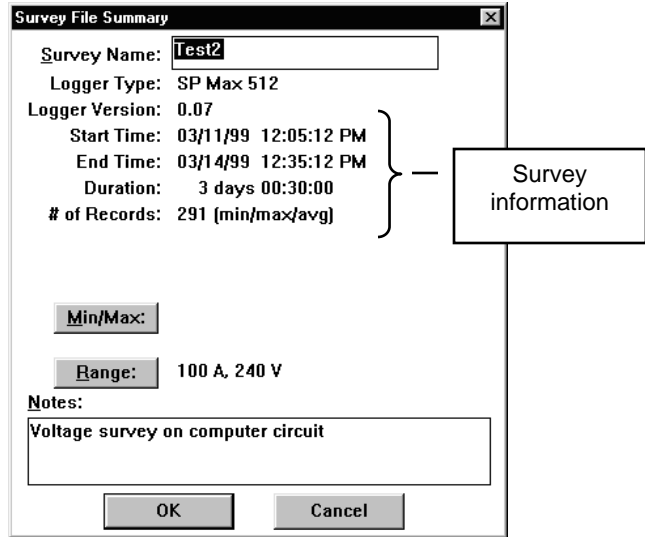 Survey File Summary
Survey Name: Test2
Logger Type: SP Max 512
Logger Version: 0.07
Start Time: 03/11/99 12:05:12 PM
End Time: 03/14/99 12:35:12 PM
Duration: 3 days 00:30:00
# of Records: 291 (min/max/avg)
Survey
information
Min/Max:
Range: 100 A, 240 V
Notes:
Voltage survey on computer circuit
OK Cancel